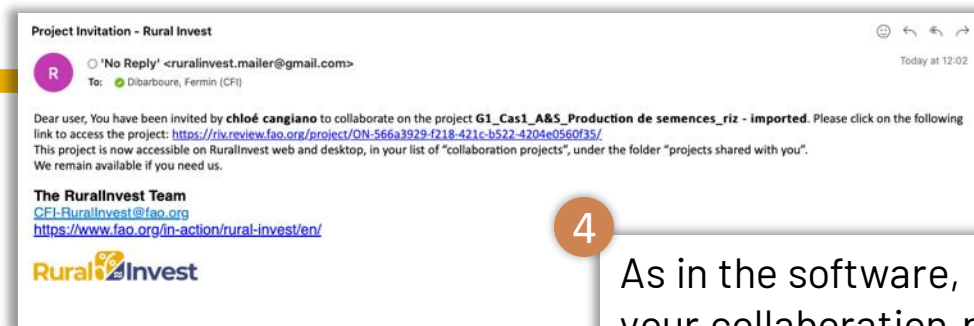 Project Invitation - Rural Invest
R
'No Reply' <ruralinvest.mailer@gmail.com>
Today at 12:02
To: Dibarboure, Fermin (CFI)
Dear user, You have been invited by chloé cangiano to collaborate on the project G1_Cas1_A&S_Production de semences_riz - imported. Please click on the following
link to access the project: https://riv.review.fao.org/project/ON-566a3929-f218-421c-b522-4204e0560f35/
This project is now accessible on RuralInvest web and desktop, in your list of "collaboration projects", under the folder "projects shared with you".
We remain available if you need us.
The RuralInvest Team
CFI-RuralInvest@fao.org
https://www.fao.org/in-action/rural-invest/en/
Rural Invest
4
As in the software,
your collaboration